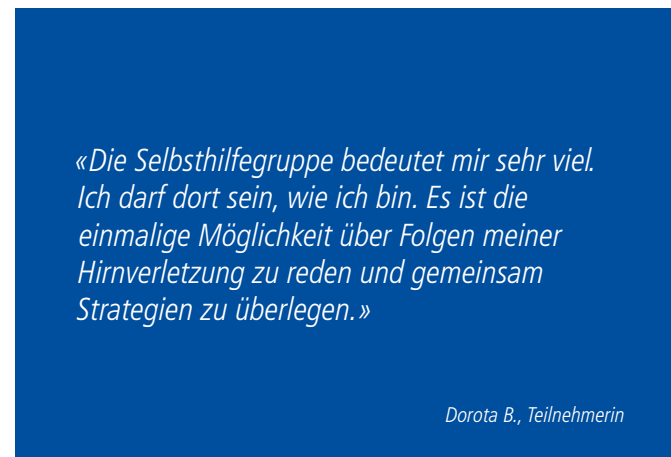 «Die Selbsthilfegruppe bedeutet mir sehr viel.
Ich darf dort sein, wie ich bin. Es ist die
einmalige Möglichkeit über Folgen meiner
Hirnverletzung zu reden und gemeinsam
Strategien zu überlegen.»
Dorota B., Teilnehmerin